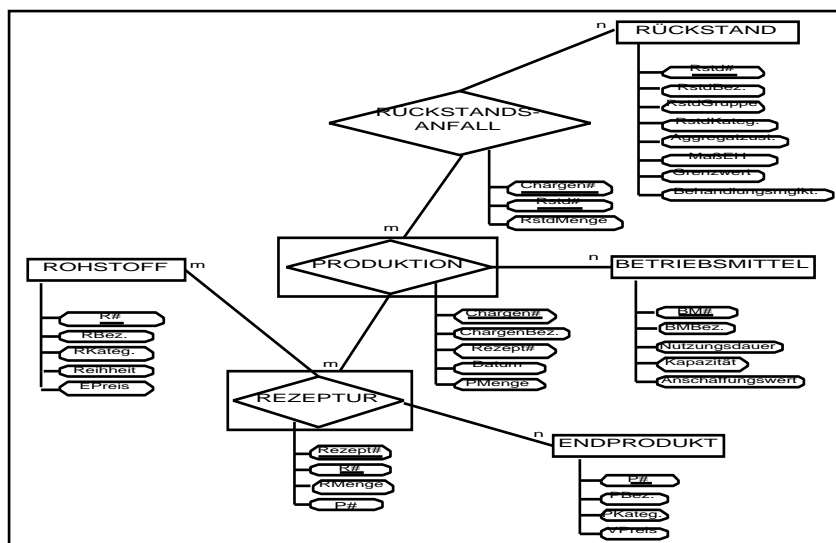 n
RÜCKSTAND
Rstd#
RstdBez.
RstdGruppe
RstdKateg.
Aggregatzust.
MaßEH
Grenzwert
Behandlungsmglkt.
RÜCKSTANDS-
ANFALL
Chargen#
Rstd#
RstdMenge
m
PRODUKTION
n
BETRIEBSMITTEL
BM#
BMBez.
Nutzungsdauer
Kapazität
Anschaffungswert
Chargen#
ChargenBez.
Rezept#
Datum
PMenge
ROHSTOFF
m
R#
RBez.
RKateg.
Reihheit
EPreis
m
REZEPTUR
Rezept#
R#
RMenge
P#
n
ENDPRODUKT
P#
PBez.
PKateg.
VPreis